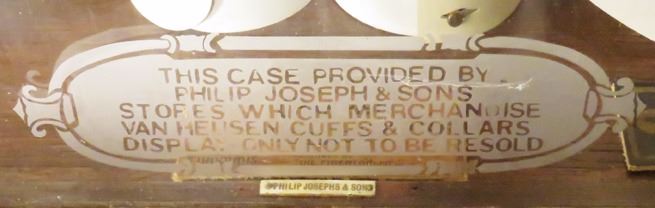 THIS CASE PROVIDED BY
PHILIP JOSEPH & SONS
STORES WHICH MERCHANDISE
VAN HEUSEN CUFFS & COLLARS
DISPLAY ONLY NOT TO BE RESOLD
PHILIP JOSEPHS & SONS